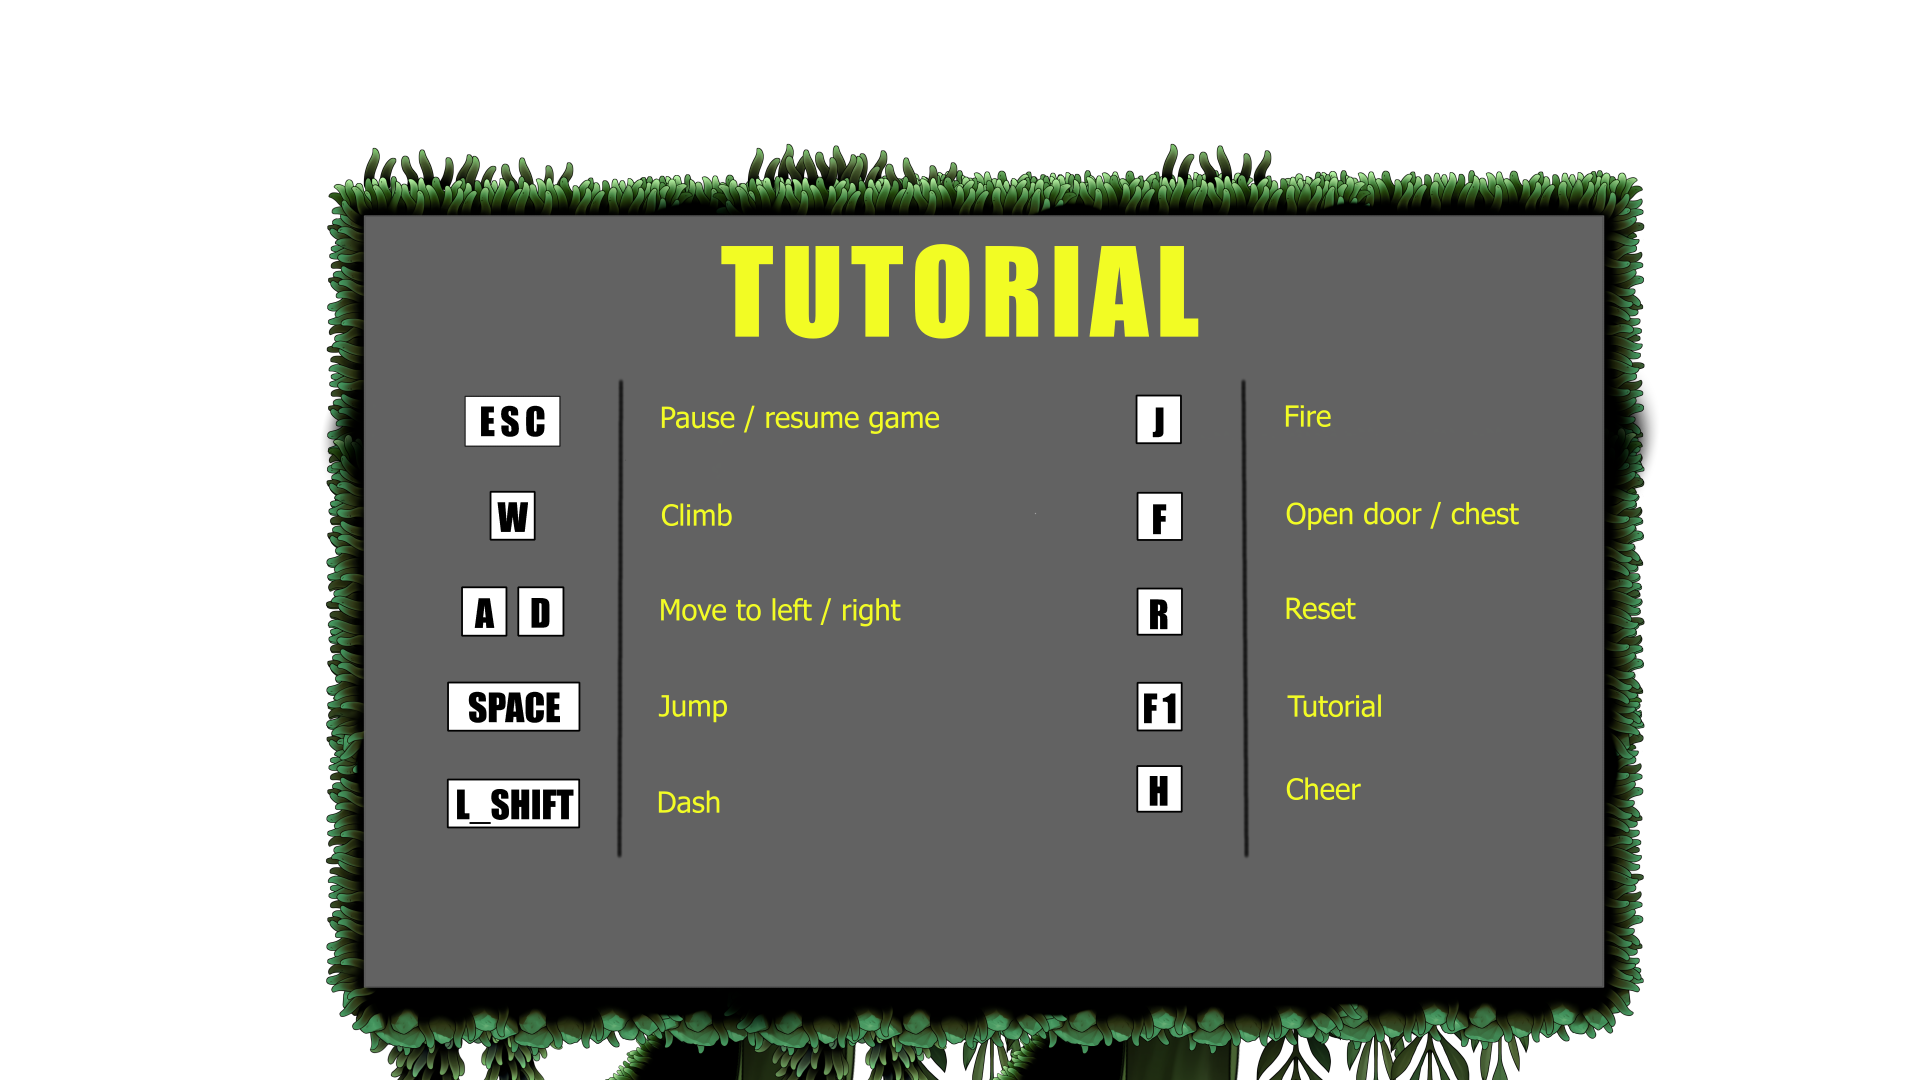 TUTORIAL
ESC Pause / resume game
W Climb
A D Move to left / right
SPACE Jump
L_SHIFT Dash
J Fire
F Open door / chest
R Reset
F1 Tutorial
H Cheer